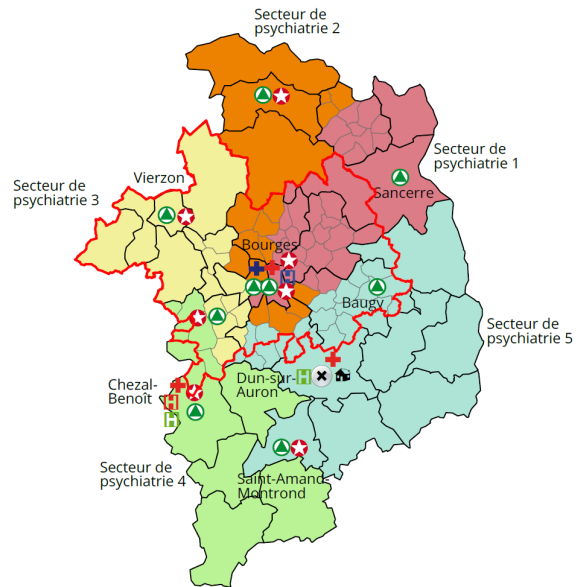 Secteur de
psychiatrie 2
Secteur de
psychiatrie 1
Vierzon
Secteur de
psychiatrie 3
Sancerre
Bourges
H
Baugy
Secteur de
psychiatrie 5
Chezal-
Benoît
Dun-sur-
Auron
H
H
H
Secteur de
psychiatrie 4
Saint-Amand-
Montrond